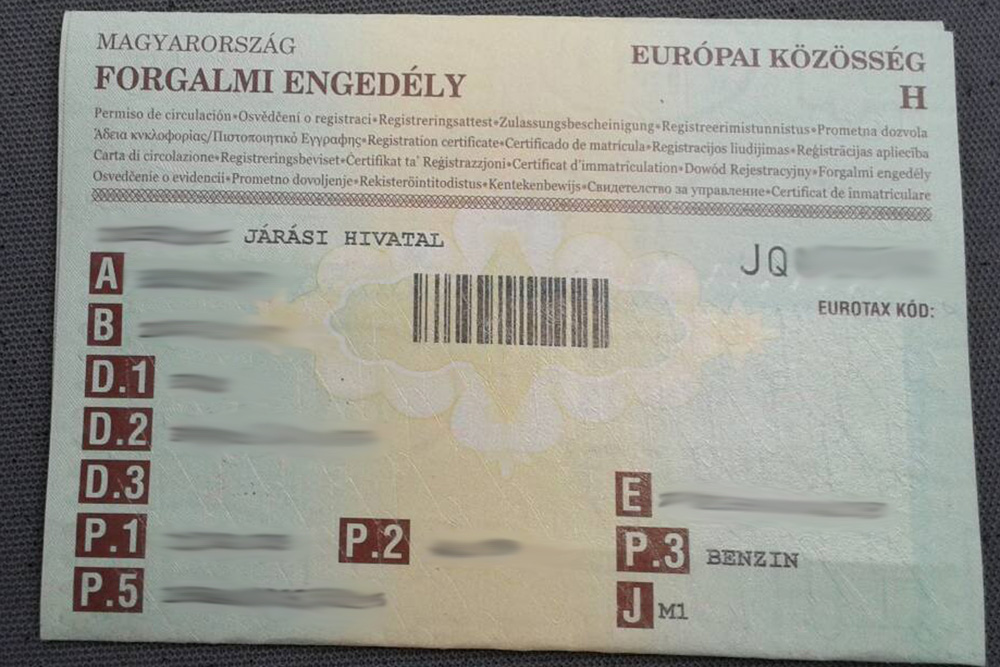 MAGYARORSZÁG
FORGALMI ENGEDÉLY
EURÓPAI KÖZÖSSÉG
H
Permiso de circulación•Osvědčení o registraci•Registreringsattest•Zulassungsbescheinigung•Registreerimistunnistus•Prometna dozvola
Άδεια κυκλοφορίας/Πιστοποιητικό Εγγραφης•Registration certificate•Certificado de matrícula•Registracijos liudijimas•Reģistrācijas apliecība
Carta di circolazione•Registreringsbeviset•Ċertifikat ta' Reġistrazzjoni•Certificat d'immatriculation•Dowód Rejestracyjny•Forgalmi engedély
Osvedčenie o evidencii•Prometno dovoljenje•Rekisteröintitodistus•Kentekenbewijs•Свидетелство за управление•Certificat de înmatriculare
JÁRÁSI HIVATAL
JQ
A
EUROTAX KÓD:
B
D.1
D.2
D.3
E
P.1
P.2
P.3 BENZIN
P.5
J M1